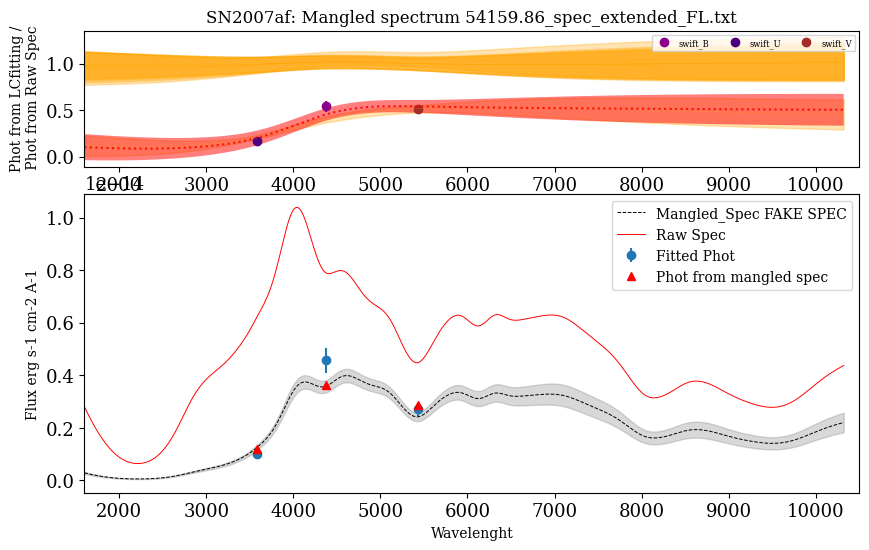 SN2007af: Mangled spectrum 54159.86_spec_extended_FL.txt
Phot from LCfitting /
Phot from Raw Spec
1.0
0.5
0.0
swift_B
swift_U
swift_V
2000 3000 4000 5000 6000 7000 8000 9000 10000
1e−14
Flux erg s-1 cm-2 A-1
1.0
0.8
0.6
0.4
0.2
0.0
Mangled_Spec FAKE SPEC
Raw Spec
Fitted Phot
Phot from mangled spec
2000 3000 4000 5000 6000 7000 8000 9000 10000
Wavelenght